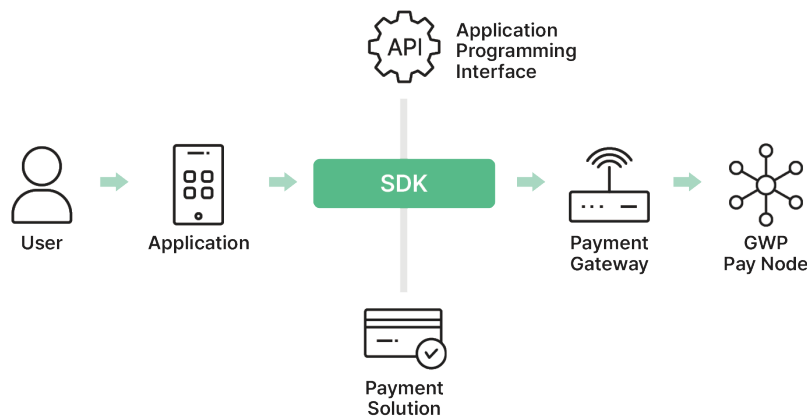 API
Application
Programming
Interface
SDK
User
Application
Payment
Gateway
GWP
Pay Node
Payment
Solution